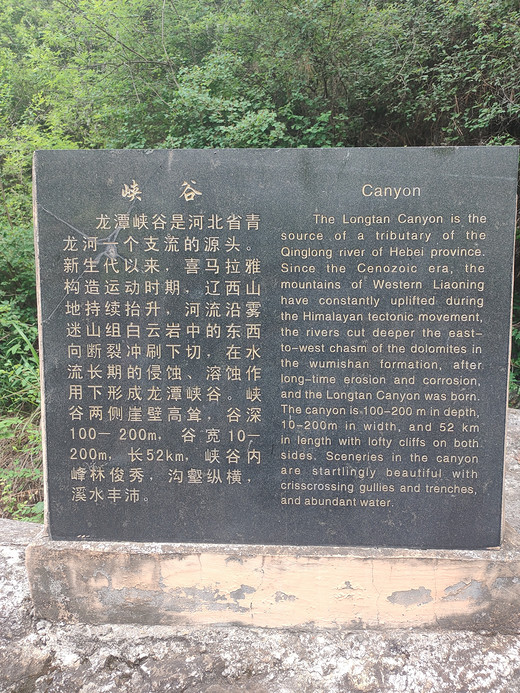 峡 谷
龙潭峡谷是河北省青
龙河一个支流的源头。
新生代以来，喜马拉雅
构造运动时期，辽西山
地持续抬升，河流沿雾
迷山组白云岩中的东西
向断裂冲刷下切，在水
流长期的侵蚀、溶蚀作
用下形成龙潭峡谷。峡
谷两侧崖壁高耸，谷深
100—200m，谷宽10—
200m，长52km，峡谷内
峰林俊秀，沟壑纵横，
溪水丰沛。
Canyon
The Longtan Canyon is the
source of a tributary of the
Qinglong river of Hebei province.
Since the Cenozoic era, the
mountains of Western Liaoning
have constantly uplifted during
the Himalayan tectonic movement,
the rivers cut deeper the east-
to-west chasm of the dolomites in
the wumishan formation, after
long-time erosion and corrosion,
and the Longtan Canyon was born.
The canyon is 100-200 m in depth,
10-200m in width, and 52 km
in length with lofty cliffs on both
sides. Sceneries in the canyon
are startlingly beautiful with
crisscrossing gullies and trenches,
and abundant water.